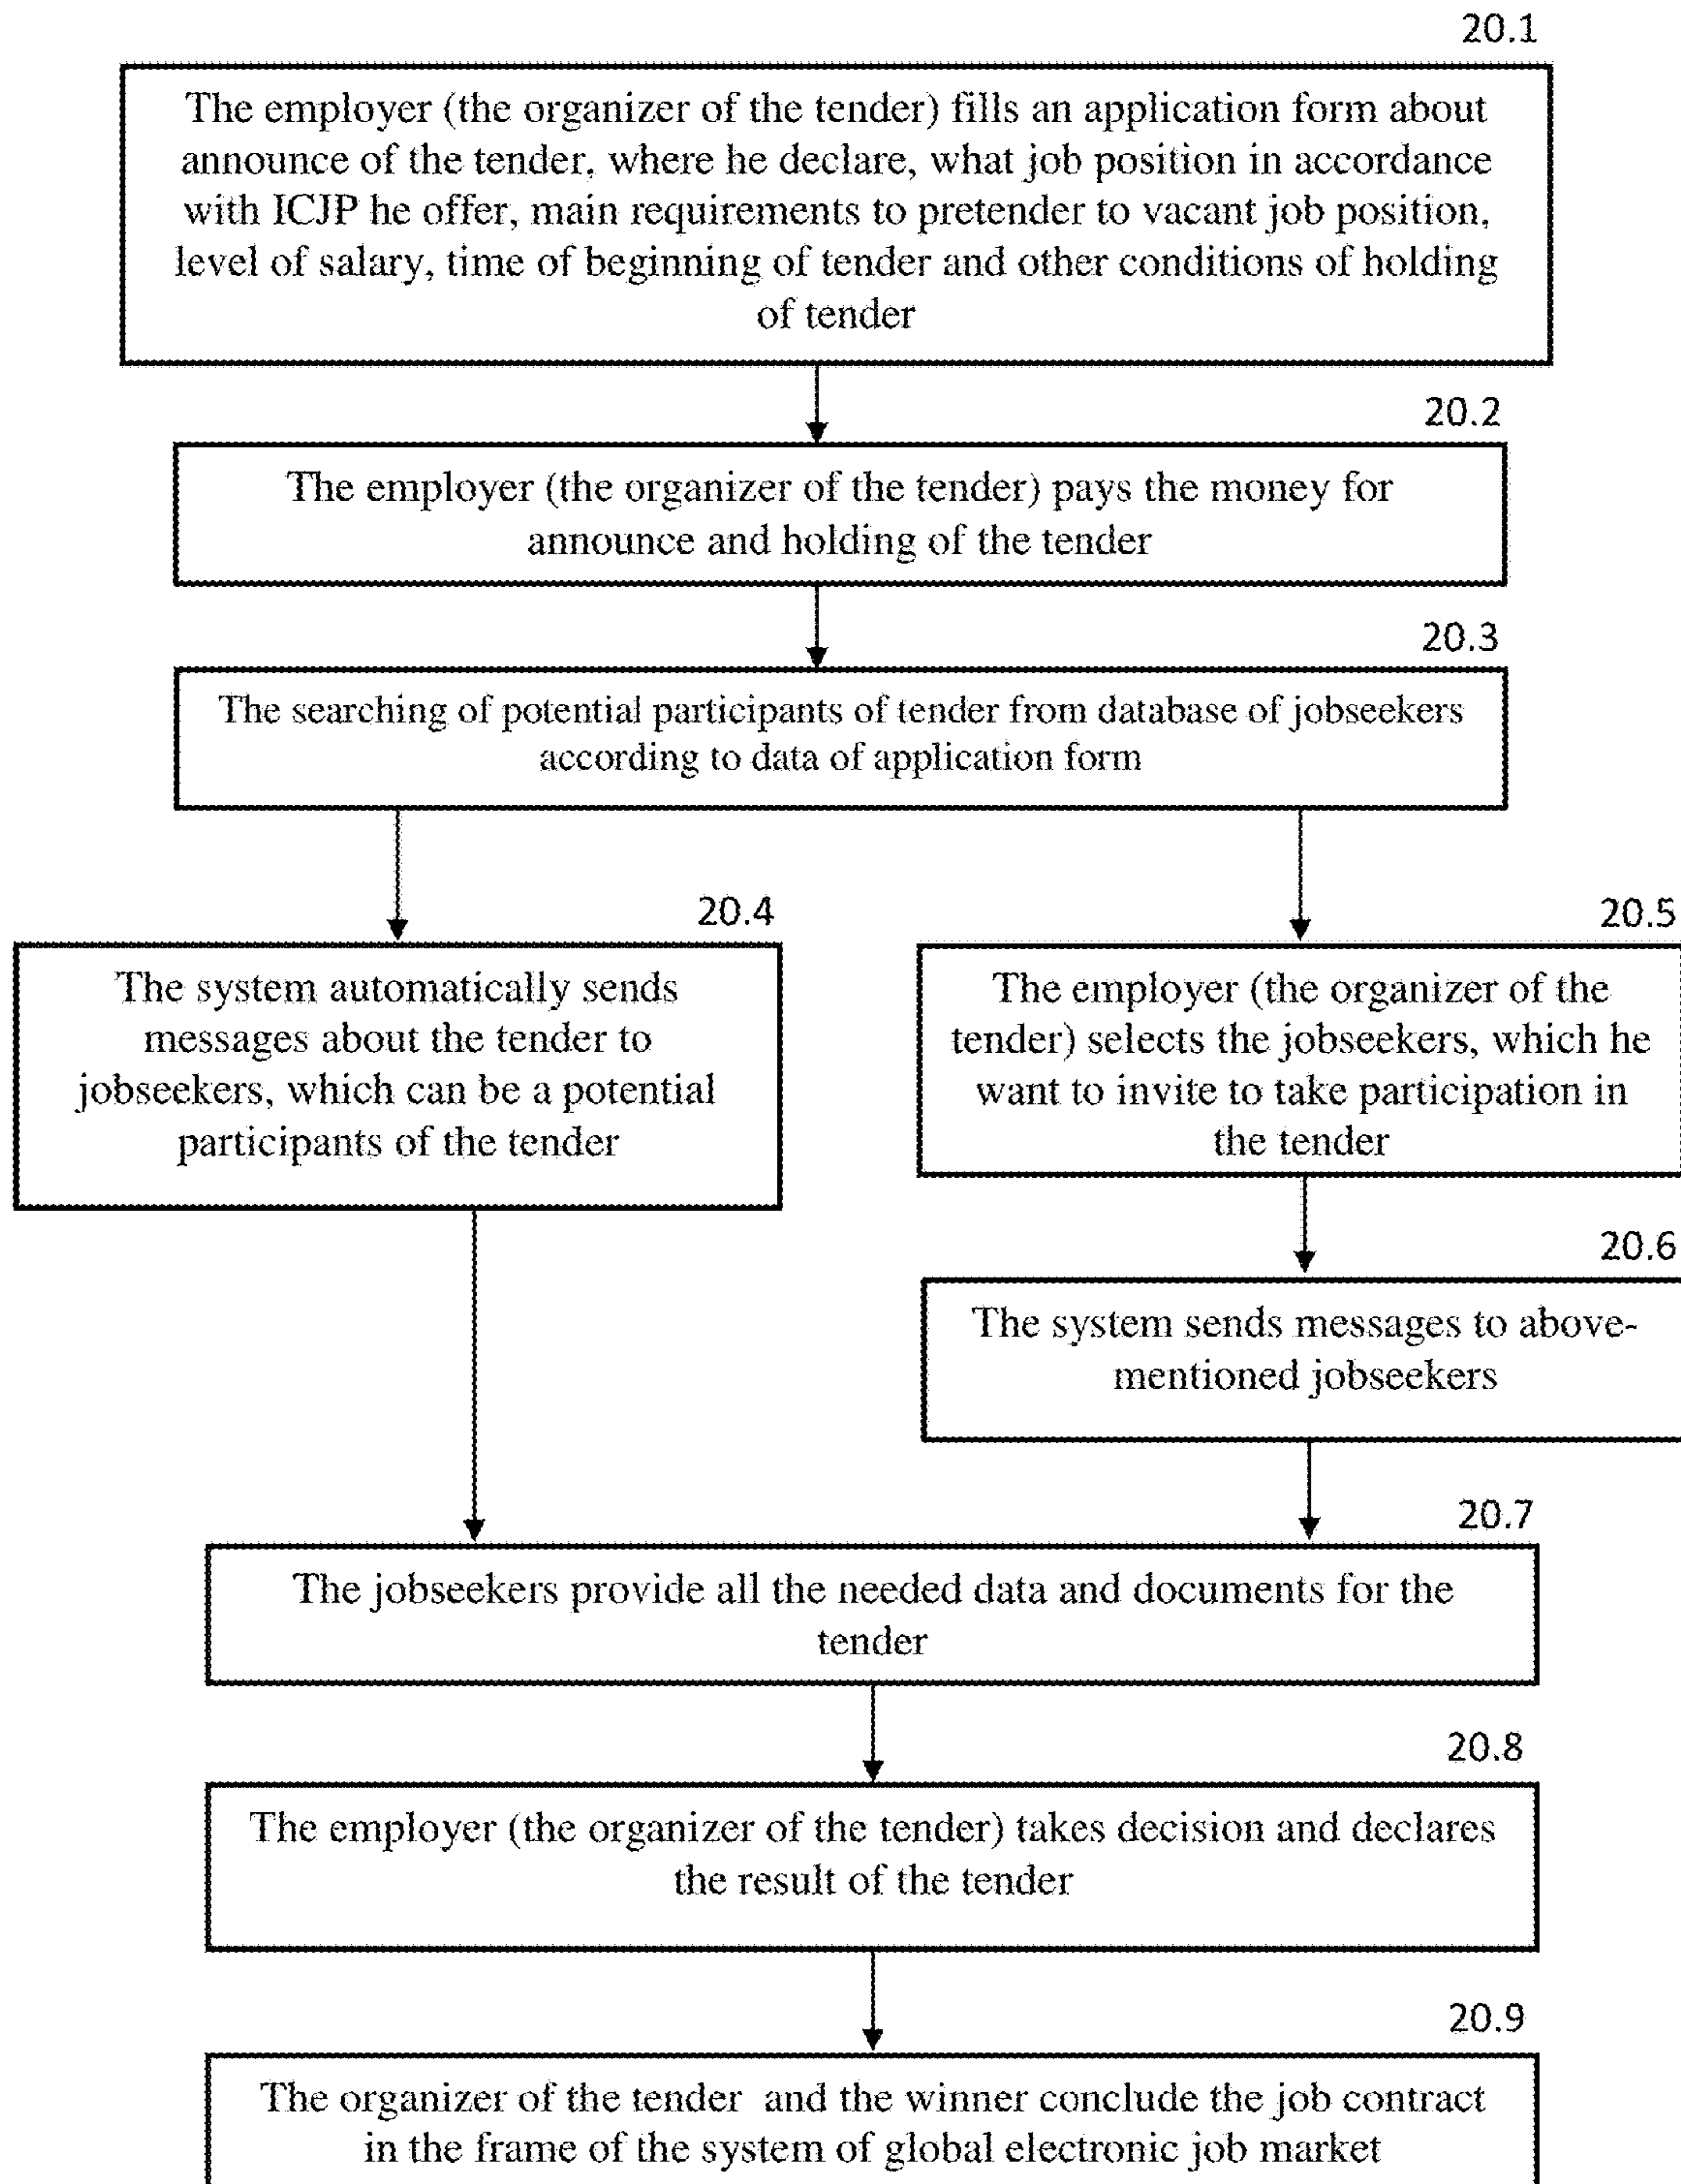 20.1
The employer (the organizer of the tender) fills an application form about
announce of the tender, where he declare, what job position in accordance
with ICJP he offer, main requirements to pretender to vacant job position,
level of salary, time of beginning of tender and other conditions of holding
of tender
20.2
The employer (the organizer of the tender) pays the money for
announce and holding of the tender
20.3
The searching of potential participants of tender from database of jobseekers
according to data of application form
20.4
The system automatically sends
messages about the tender to
jobseekers, which can be a potential
participants of the tender
20.5
The employer (the organizer of the
tender) selects the jobseekers, which he
want to invite to take participation in
the tender
20.6
The system sends messages to above-
mentioned jobseekers
20.7
The jobseekers provide all the needed data and documents for the
tender
20.8
The employer (the organizer of the tender) takes decision and declares
the result of the tender
20.9
The organizer of the tender and the winner conclude the job contract
in the frame of the system of global electronic job market